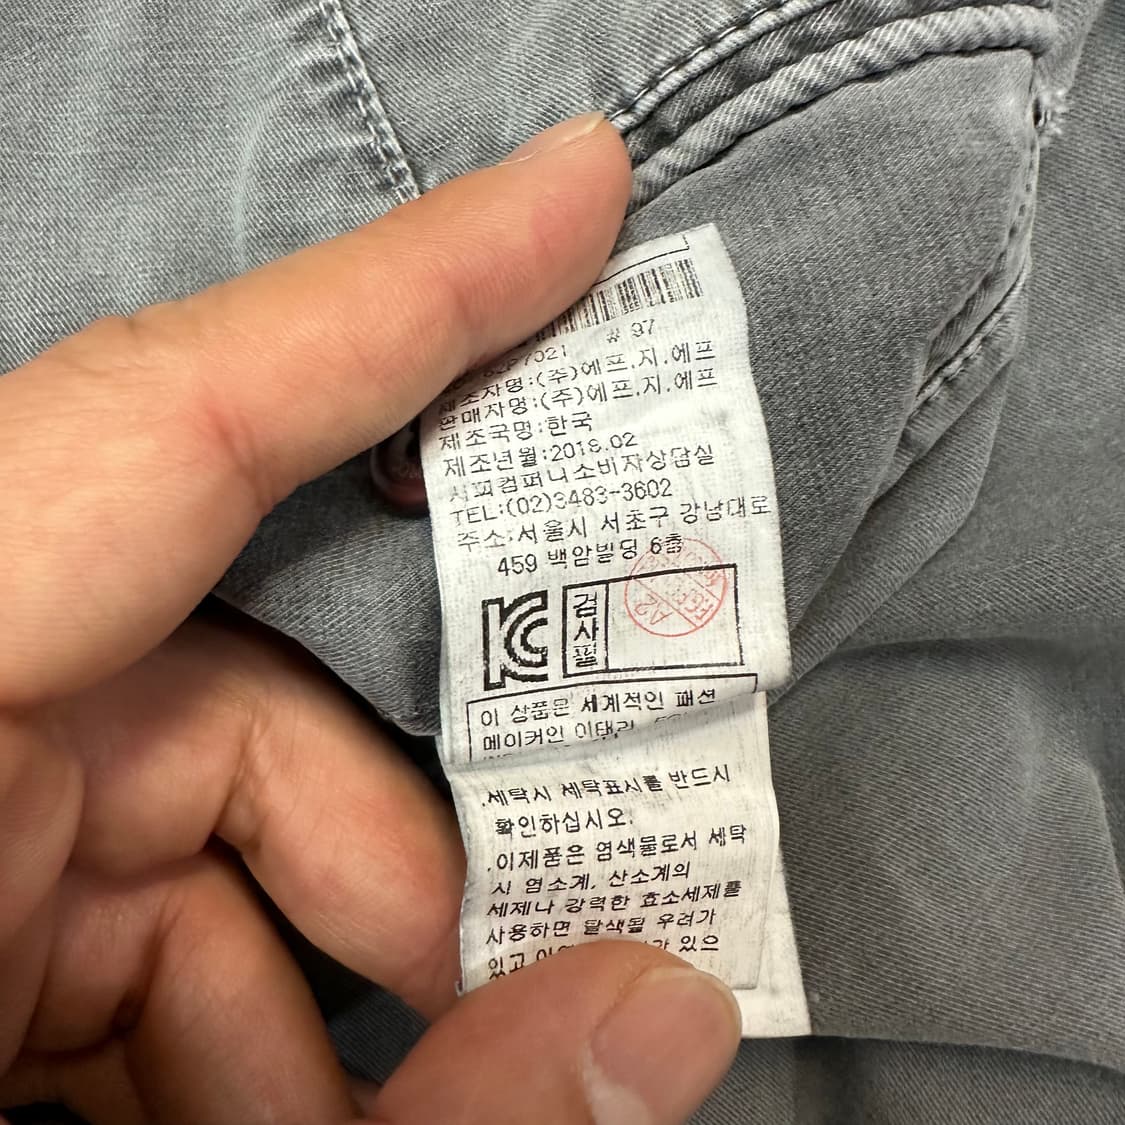 # 97
제조자명:(주)에프.지.에프
판매자명:(주)에프.지.에프
제조국명:한국
제조년월:2018.02
시피컴퍼니소비자상담실
TEL:(02)3483-3602
주소:서울시 서초구 강남대로
459 백암빌딩 6층
KC
검사필
이 상품은 세계적인 패션
메이커인 이태리
.세탁시 세탁표시를 반드시
확인하십시오.
.이제품은 염색물로서 세탁
시 염소계, 산소계의
세제나 강력한 효소세제를
사용하면 탈색될 우려가
있고 있으